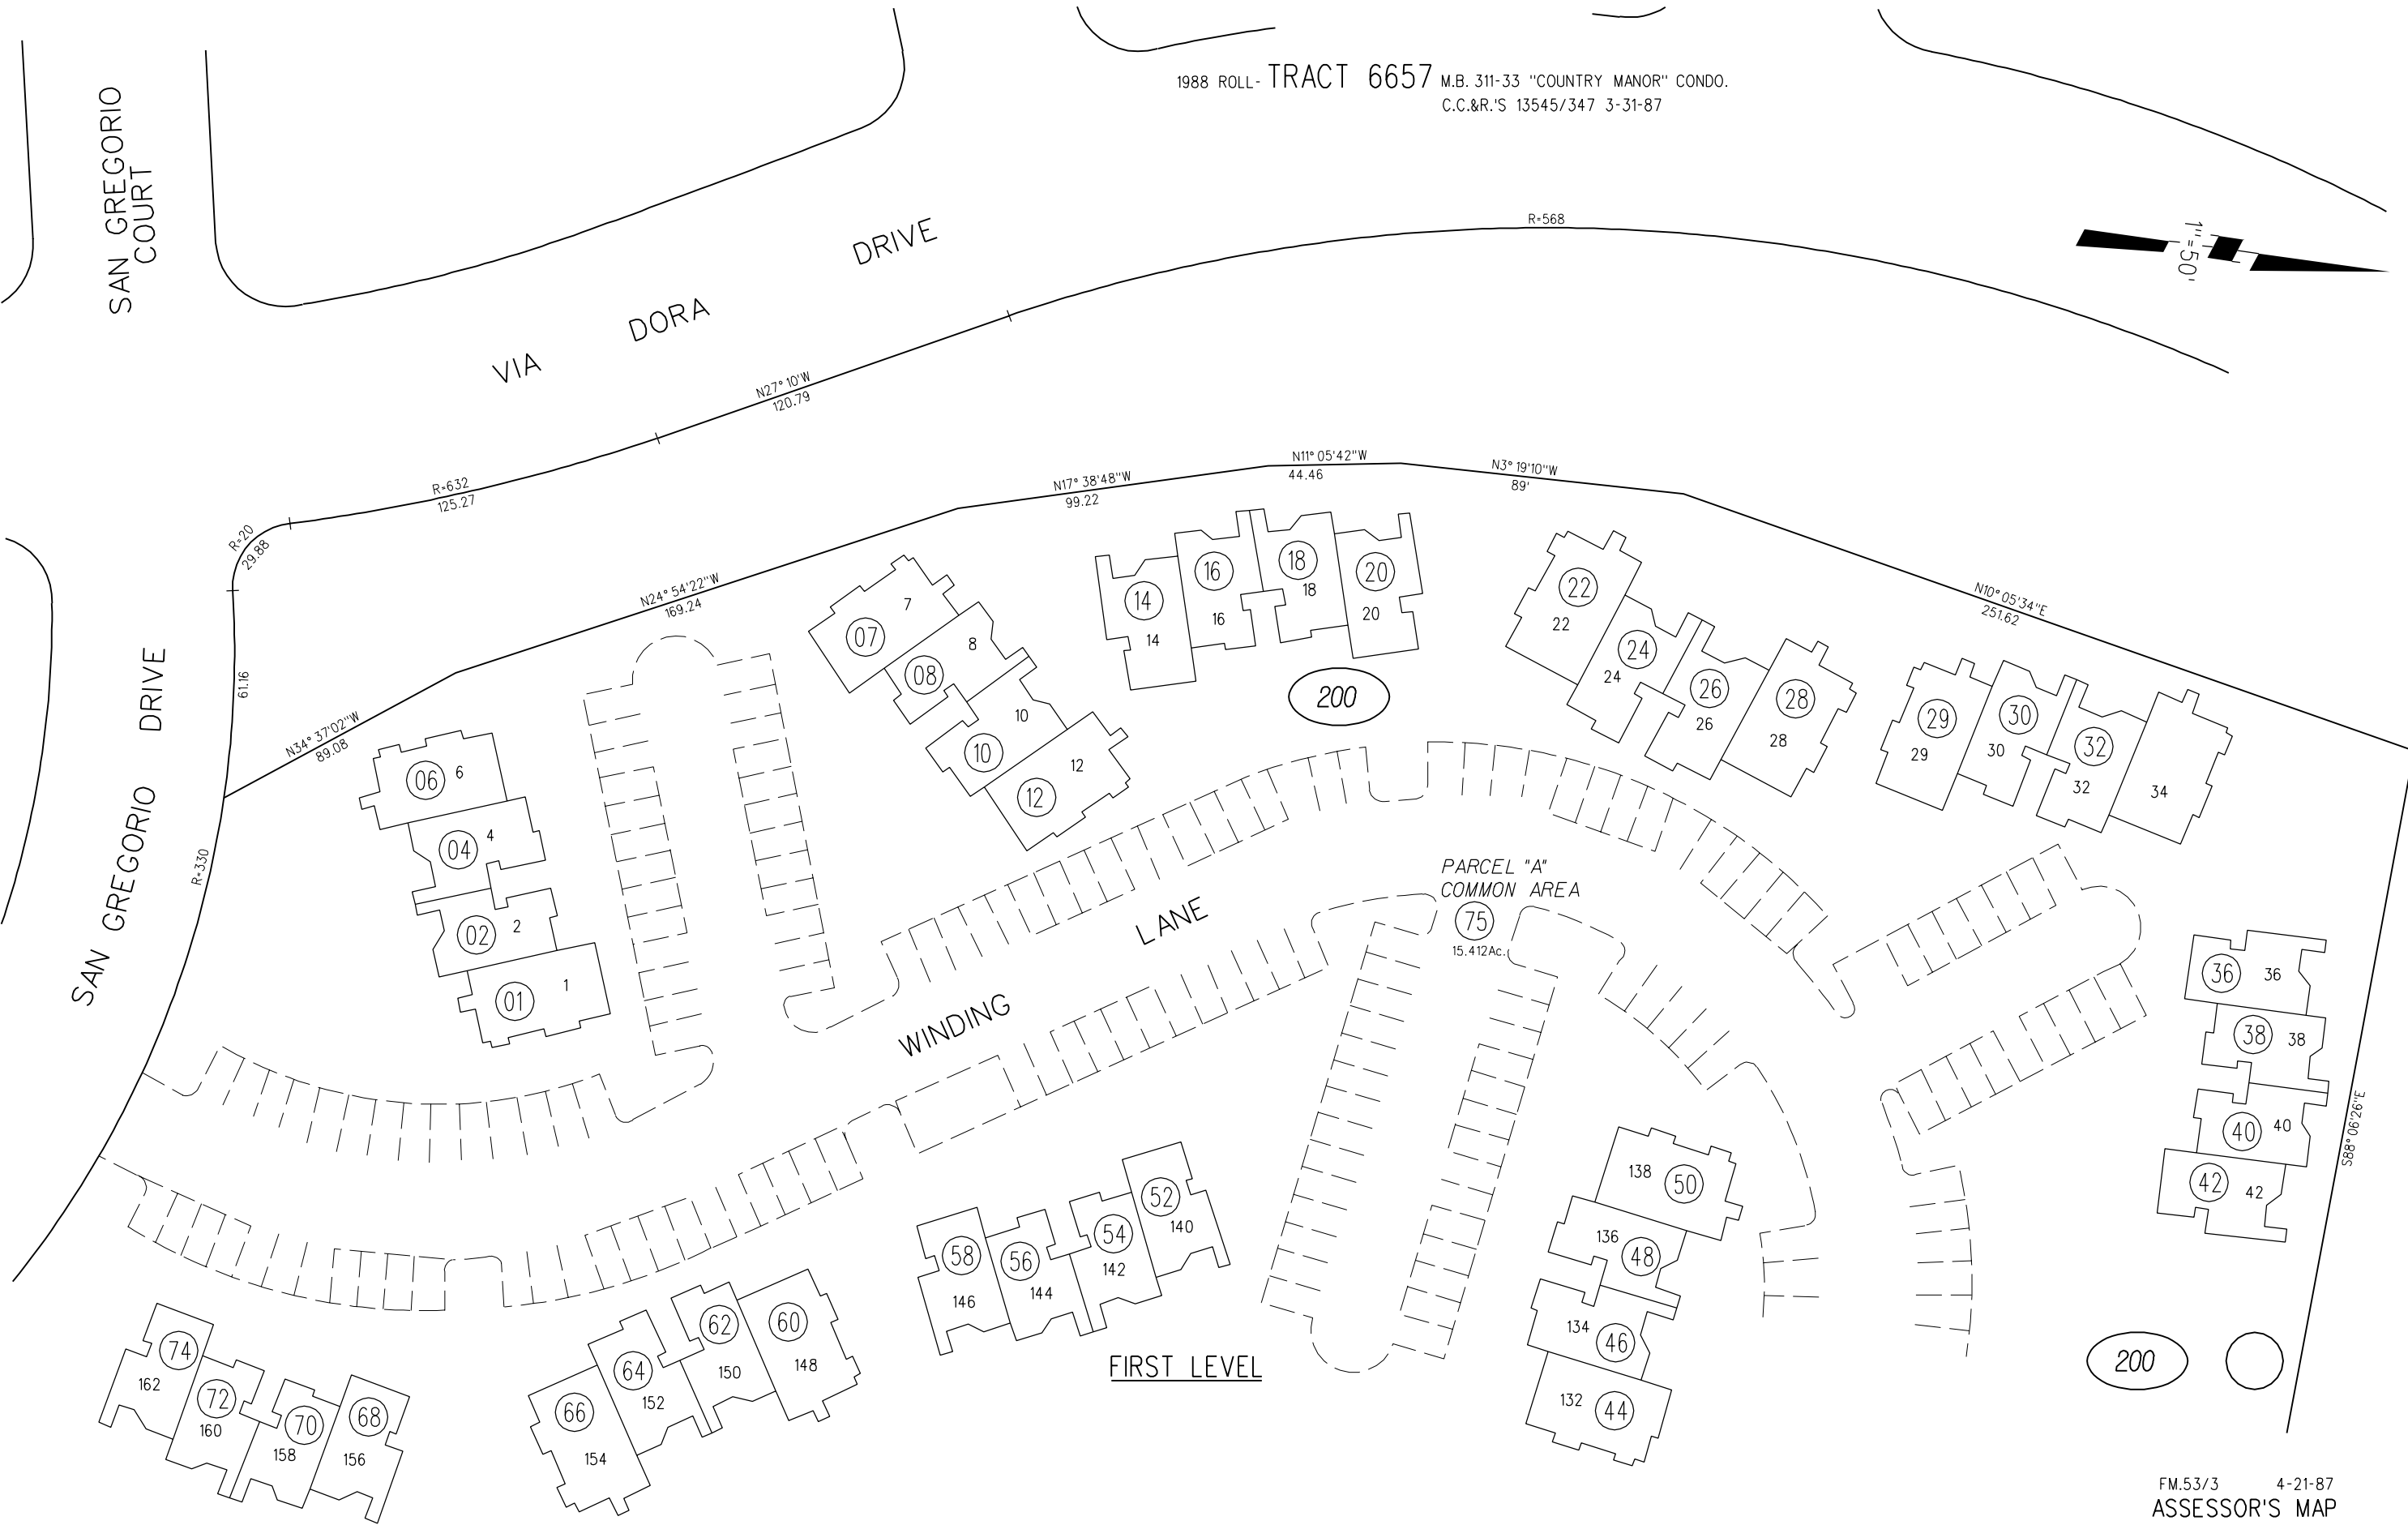 1988 ROLL- TRACT 6657 M.B. 311-33 "COUNTRY MANOR" CONDO.
C.C.&R.'S 13545/347 3-31-87
SAN GREGORIO
COURT
VIA DORA DRIVE
R=568
1"=50'
N27° 10'W
120.79
R=632
125.27
R=20
29.88
61.16
R=330
SAN GREGORIO DRIVE
N34° 37'02"W
89.08
N24° 54'22"W
169.24
N17° 38'48"W
99.22
N11° 05'42"W
44.46
N3° 19'10"W
89'
N10° 05'34"E
251.62
S88° 06'26"E
06 6
04 4
02 2
01 1
07 7
08 8
10 10
12 12
14 14
16 16
18 18
20 20
200
22 22
24 24
26 26
28 28
29 29
30 30
32 32
34
36 36
38 38
40 40
42 42
PARCEL "A"
COMMON AREA
75
15.412Ac.
WINDING LANE
138 50
136 48
134 46
132 44
52 140
54 142
56 144
58 146
60 148
62 150
64 152
66 154
68 156
70 158
72 160
74 162
FIRST LEVEL
200
FM.53/3 4-21-87
ASSESSOR'S MAP